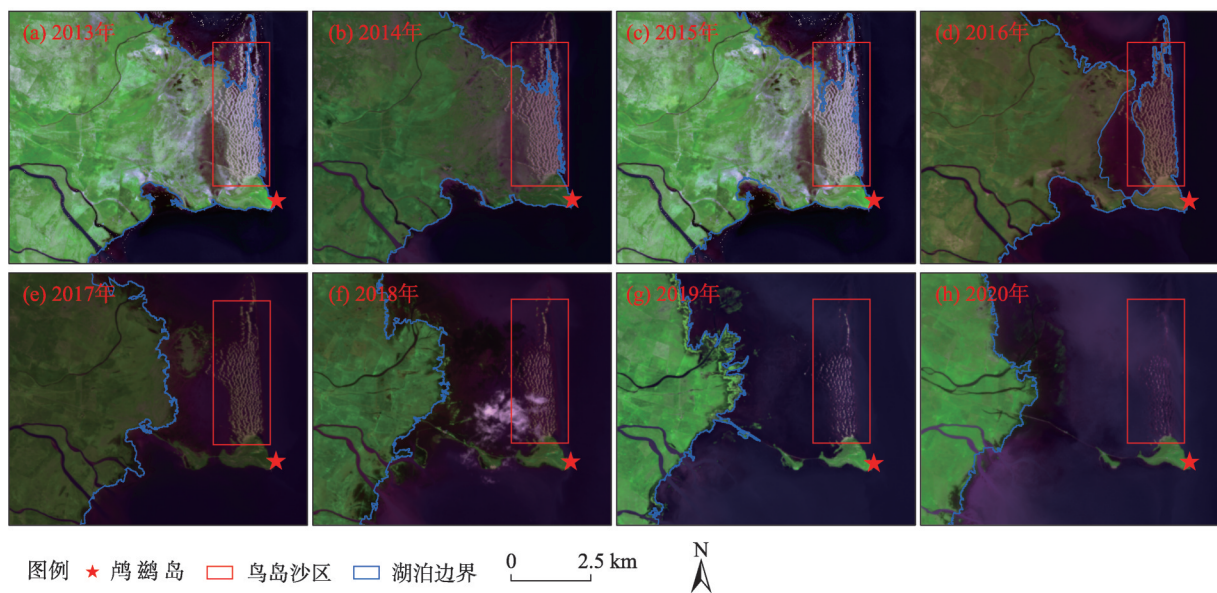 (a) 2013年
(b) 2014年
(c) 2015年
(d) 2016年
(e) 2017年
(f) 2018年
(g) 2019年
(h) 2020年
图例 鸬鹚岛 鸟岛沙区 湖泊边界 0 2.5 km N